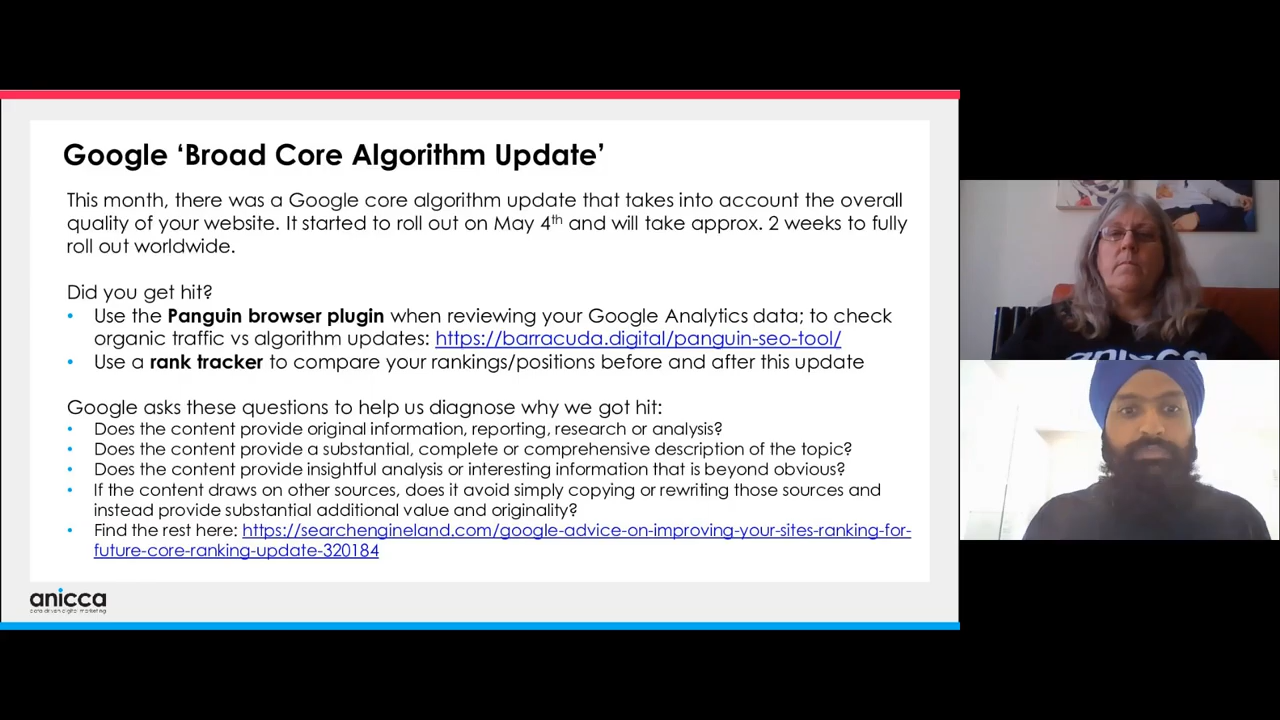 Google ‘Broad Core Algorithm Update’
This month, there was a Google core algorithm update that takes into account the overall
quality of your website. It started to roll out on May 4th and will take approx. 2 weeks to fully
roll out worldwide.
Did you get hit?
• Use the Panguin browser plugin when reviewing your Google Analytics data; to check
organic traffic vs algorithm updates: https://barracuda.digital/panguin-seo-tool/
• Use a rank tracker to compare your rankings/positions before and after this update
Google asks these questions to help us diagnose why we got hit:
• Does the content provide original information, reporting, research or analysis?
• Does the content provide a substantial, complete or comprehensive description of the topic?
• Does the content provide insightful analysis or interesting information that is beyond obvious?
• If the content draws on other sources, does it avoid simply copying or rewriting those sources and
instead provide substantial additional value and originality?
• Find the rest here: https://searchengineland.com/google-advice-on-improving-your-sites-ranking-for-
future-core-ranking-update-320184
anicca
data driven digital marketing
anicca